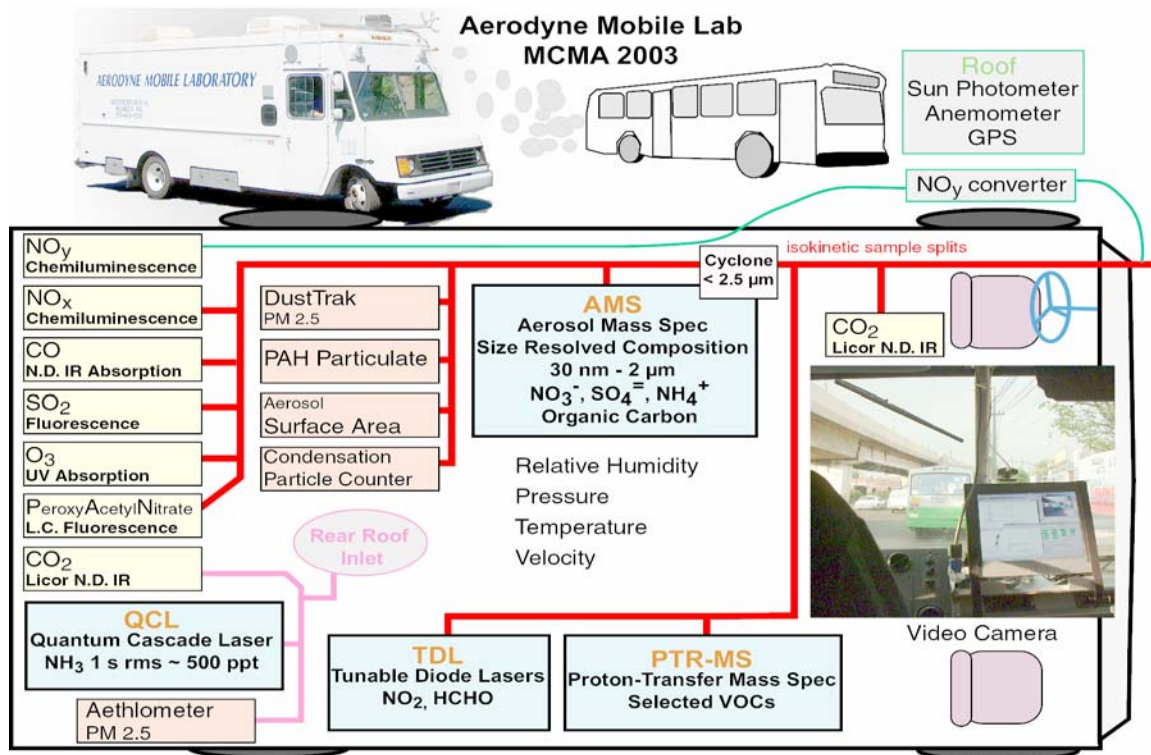 Aerodyne Mobile Lab
MCMA 2003
AERODYNE MOBILE LABORATORY
Roof
Sun Photometer
Anemometer
GPS
NOy converter
isokinetic sample splits
NOy
Chemiluminescence
NOx
Chemiluminescence
CO
N.D. IR Absorption
SO2
Fluorescence
O3
UV Absorption
PeroxyAcetylNitrate
L.C. Fluorescence
CO2
Licor N.D. IR
QCL
Quantum Cascade Laser
NH3 1 s rms ~ 500 ppt
Aethlometer
PM 2.5
DustTrak
PM 2.5
PAH Particulate
Aerosol
Surface Area
Condensation
Particle Counter
Rear Roof
Inlet
Cyclone
< 2.5 µm
AMS
Aerosol Mass Spec
Size Resolved Composition
30 nm - 2 µm
NO3-, SO4=, NH4+
Organic Carbon
Relative Humidity
Pressure
Temperature
Velocity
TDL
Tunable Diode Lasers
NO2, HCHO
PTR-MS
Proton-Transfer Mass Spec
Selected VOCs
CO2
Licor N.D. IR
Video Camera